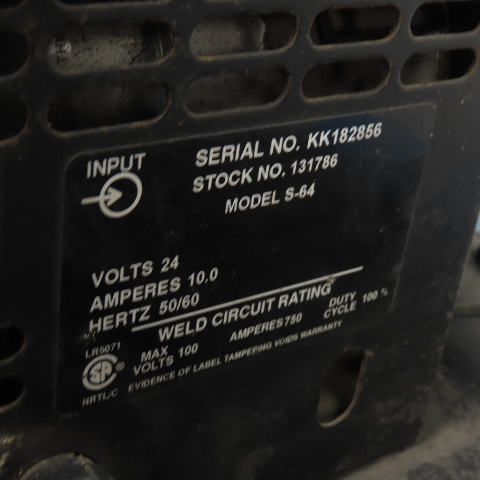 INPUT
SERIAL NO. KK182856
STOCK NO. 131786
MODEL S-64
VOLTS 24
AMPERES 10.0
HERTZ 50/60
WELD CIRCUIT RATING
MAX VOLTS 100 AMPERES 750 DUTY CYCLE 100 %
LR5071
SA ®
NRTL/C
EVIDENCE OF LABEL TAMPERING VOIDS WARRANTY